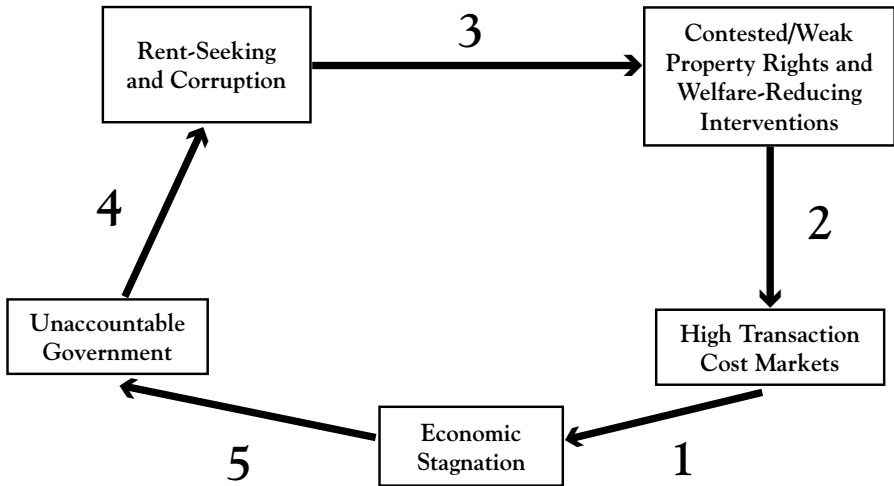 Rent-Seeking
and Corruption
3
Contested/Weak
Property Rights and
Welfare-Reducing
Interventions
4
2
Unaccountable
Government
High Transaction
Cost Markets
5
Economic
Stagnation
1